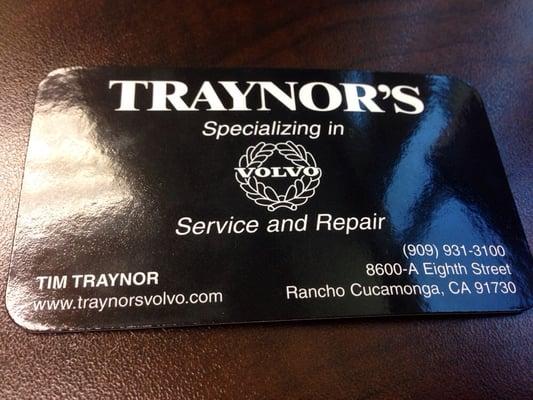 TRAYNOR'S
Specializing in
VOLVO
Service and Repair
(909) 931-3100
TIM TRAYNOR
8600-A Eighth Street
www.traynorsvolvo.com
Rancho Cucamonga, CA 91730